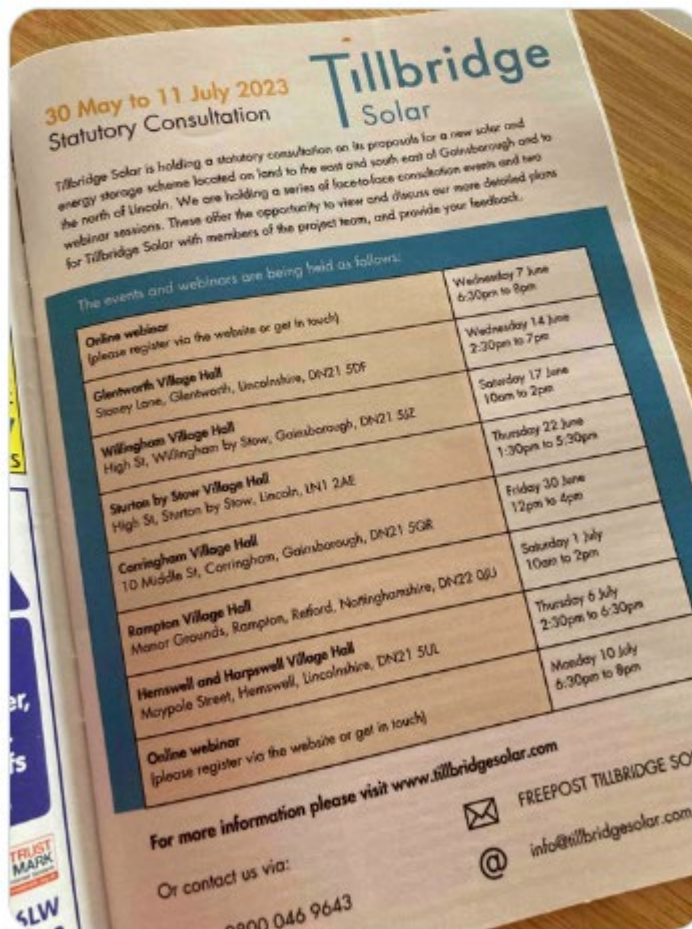 30 May to 11 July 2023
Statutory Consultation
Tillbridge
Solar
Tillbridge Solar is holding a statutory consultation on its proposals for a new solar and
energy storage scheme located on land to the east and south east of Gainsborough and to
the north of Lincoln. We are holding a series of face-to-face consultation events and two
webinar sessions. These offer the opportunity to view and discuss our more detailed plans
for Tillbridge Solar with members of the project team, and provide your feedback.
The events and webinars are being held as follows:
Online webinar
(please register via the website or get in touch)
Wednesday 7 June
6:30pm to 8pm
Glentworth Village Hall
Stoney Lane, Glentworth, Lincolnshire, DN21 5DF
Wednesday 14 June
2:30pm to 7pm
Willingham Village Hall
High St, Willingham by Stow, Gainsborough, DN21 5JZ
Saturday 17 June
10am to 2pm
Sturton by Stow Village Hall
High St, Sturton by Stow, Lincoln, LN1 2AE
Thursday 22 June
1:30pm to 5:30pm
Corringham Village Hall
10 Middle St, Corringham, Gainsborough, DN21 5QR
Friday 30 June
12pm to 4pm
Rampton Village Hall
Manor Grounds, Rampton, Retford, Nottinghamshire, DN22 0JU
Saturday 1 July
10am to 2pm
Hemswell and Harpswell Village Hall
Maypole Street, Hemswell, Lincolnshire, DN21 5UL
Thursday 6 July
2:30pm to 6:30pm
Online webinar
(please register via the website or get in touch)
Monday 10 July
6:30pm to 8pm
For more information please visit www.tillbridgesolar.com
Or contact us via:
FREEPOST TILLBRIDGE SO
@ info@tillbridgesolar.com
0800 046 9643
S
er,
fs
TRUST
MARK
6LW